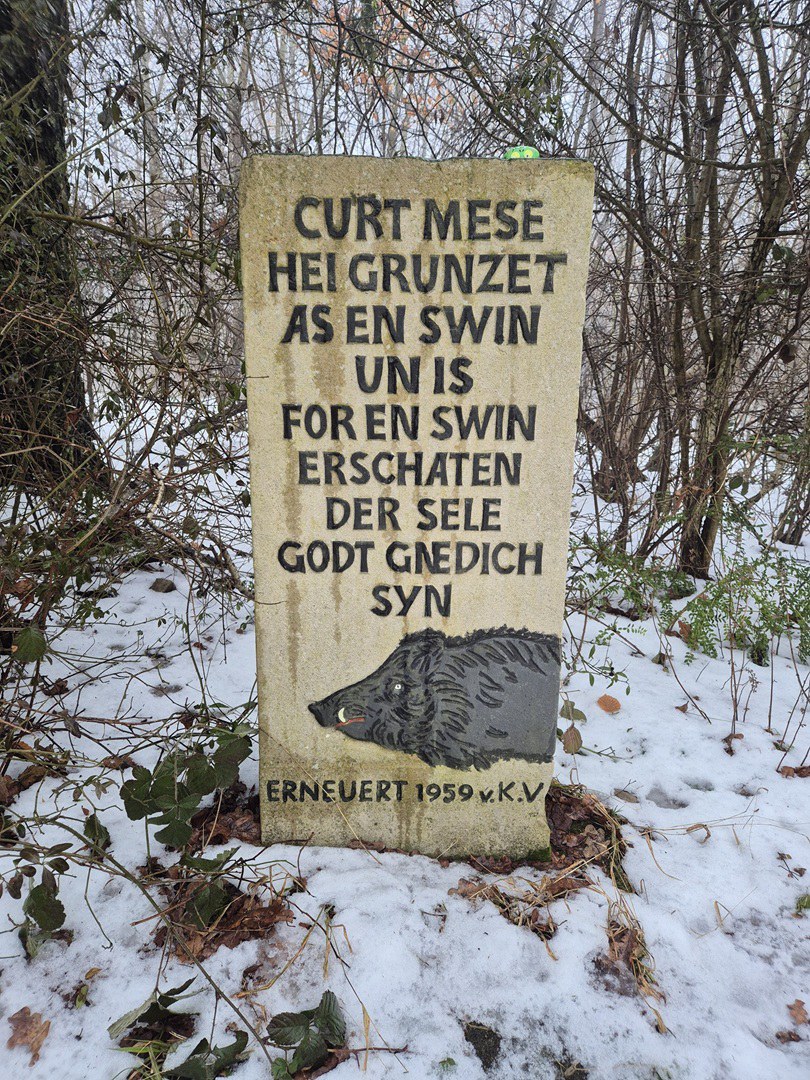 CURT MESE
HEI GRUNZET
AS EN SWIN
UN IS
FOR EN SWIN
ERSCHATEN
DER SELE
GODT GNEDICH
SYN
ERNEUERT 1959 v. K.V